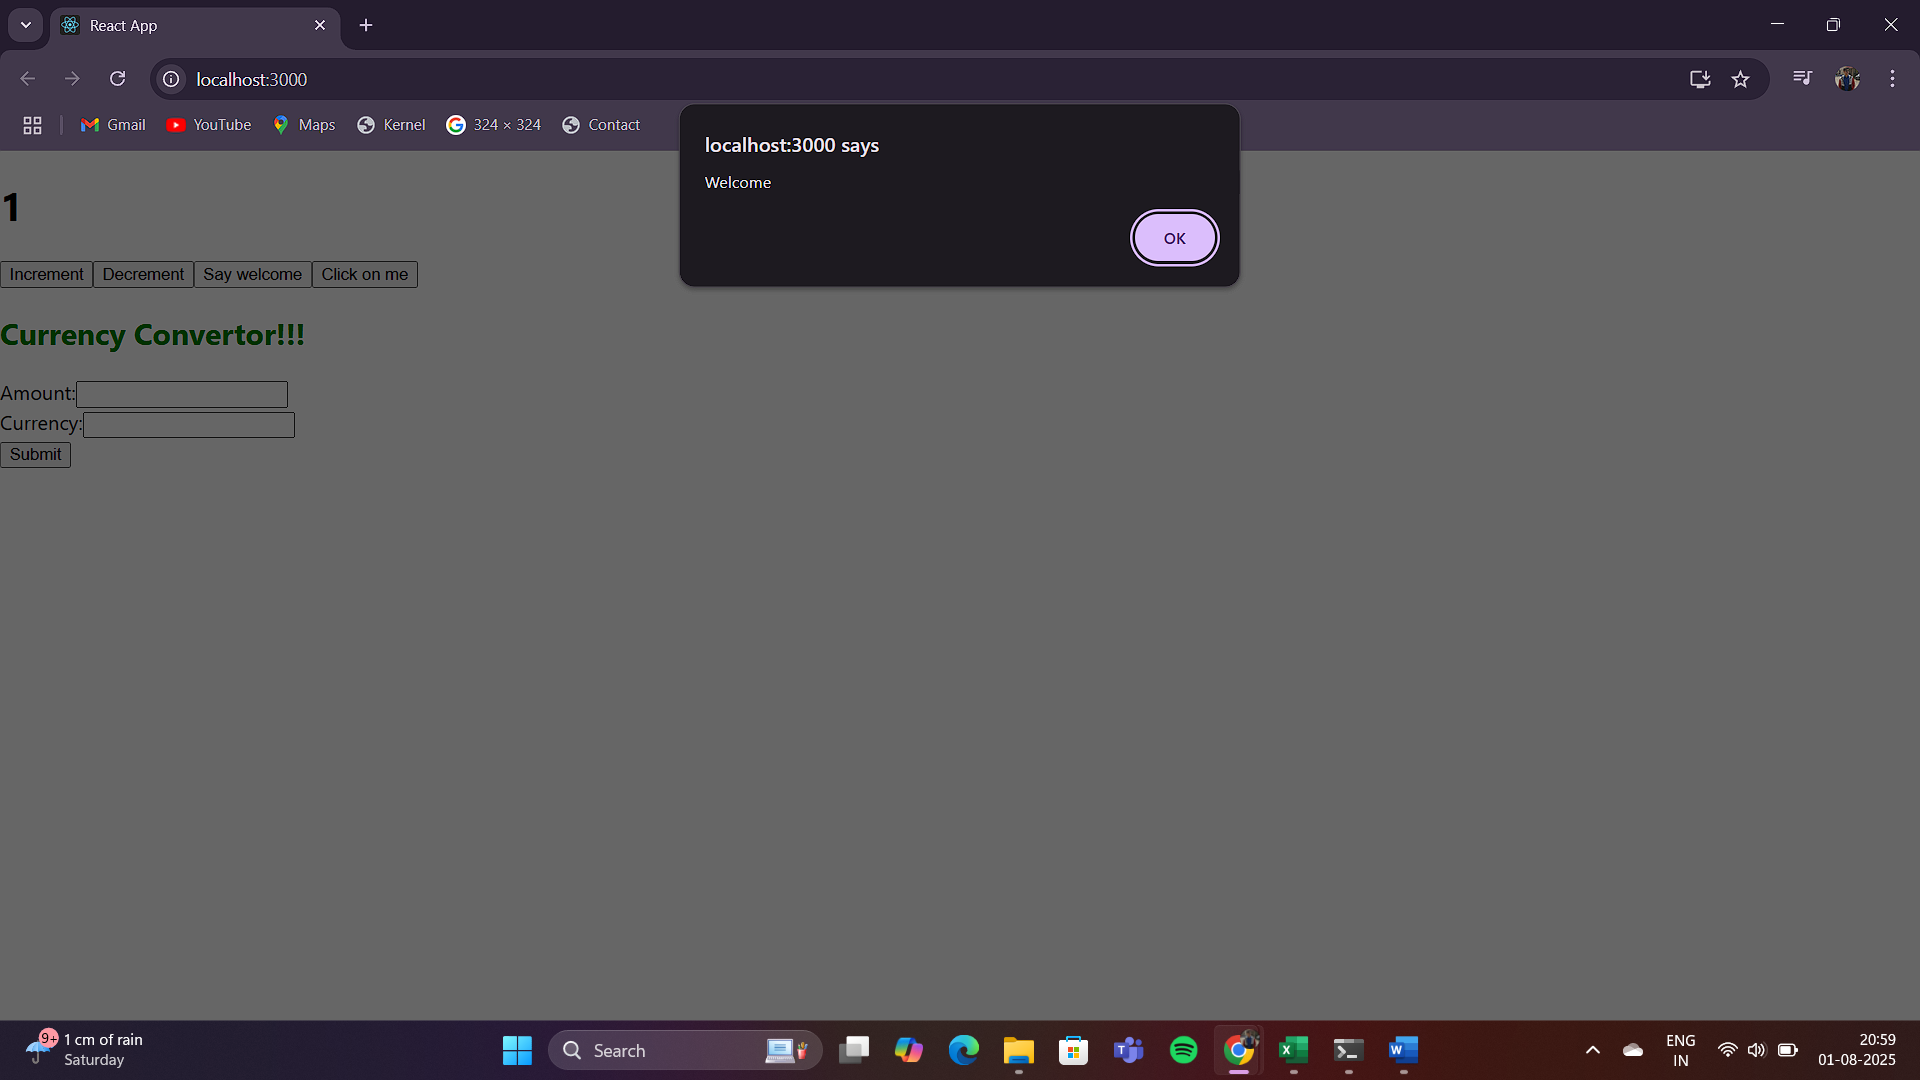 React App
localhost:3000
Gmail
YouTube
Maps
Kernel
324 × 324
Contact
localhost:3000 says
Welcome
OK
1
Increment
Decrement
Say welcome
Click on me
Currency Convertor!!!
Amount:
Currency:
Submit
9+
1 cm of rain
Saturday
Search
ENG
IN
20:59
01-08-2025